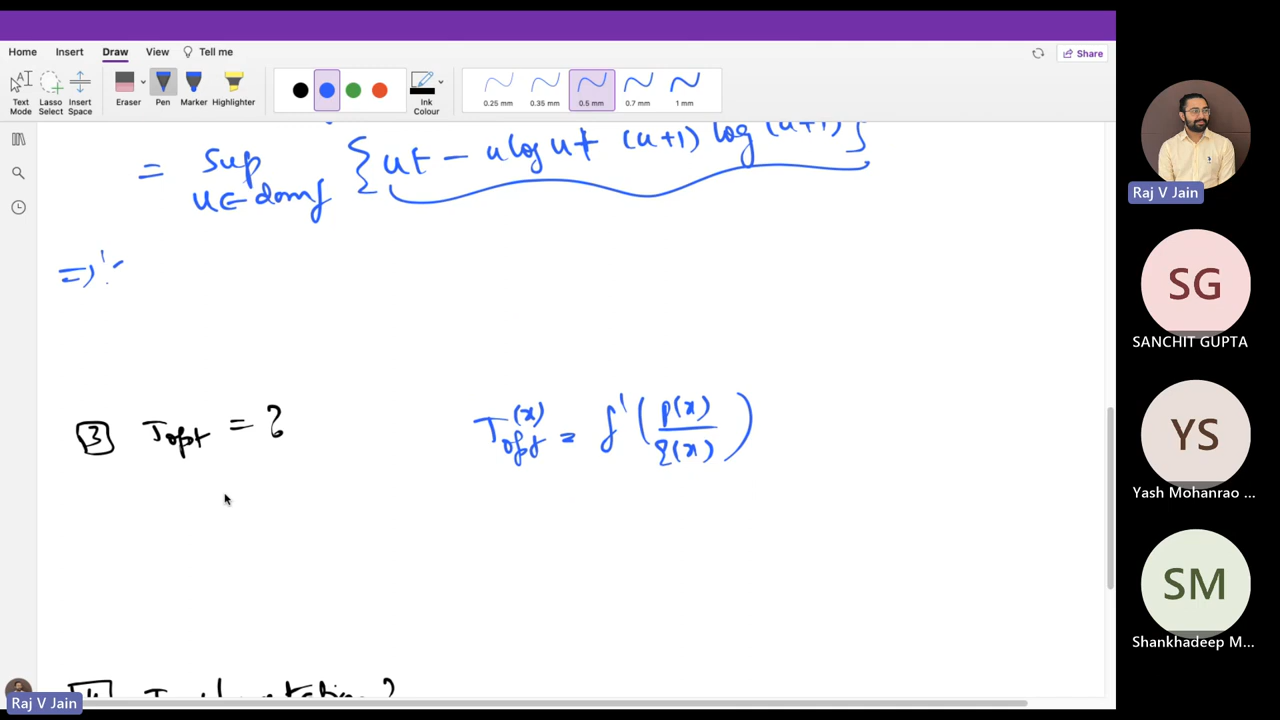 Home Insert Draw View Tell me Share
Text Mode Lasso Select Insert Space Eraser Pen Marker Highlighter Ink Colour 0.25 mm 0.35 mm 0.5 mm 0.7 mm 1 mm
= Sup {ut - u log u + (u+1) log (u+1)}
u ∈ dom f
=>
3 Topt = ?
Topt(x) = f'(p(x)/q(x))
Raj V Jain
SG
SANCHIT GUPTA
YS
Yash Mohanrao ...
SM
Shankhadeep M...
Raj V Jain